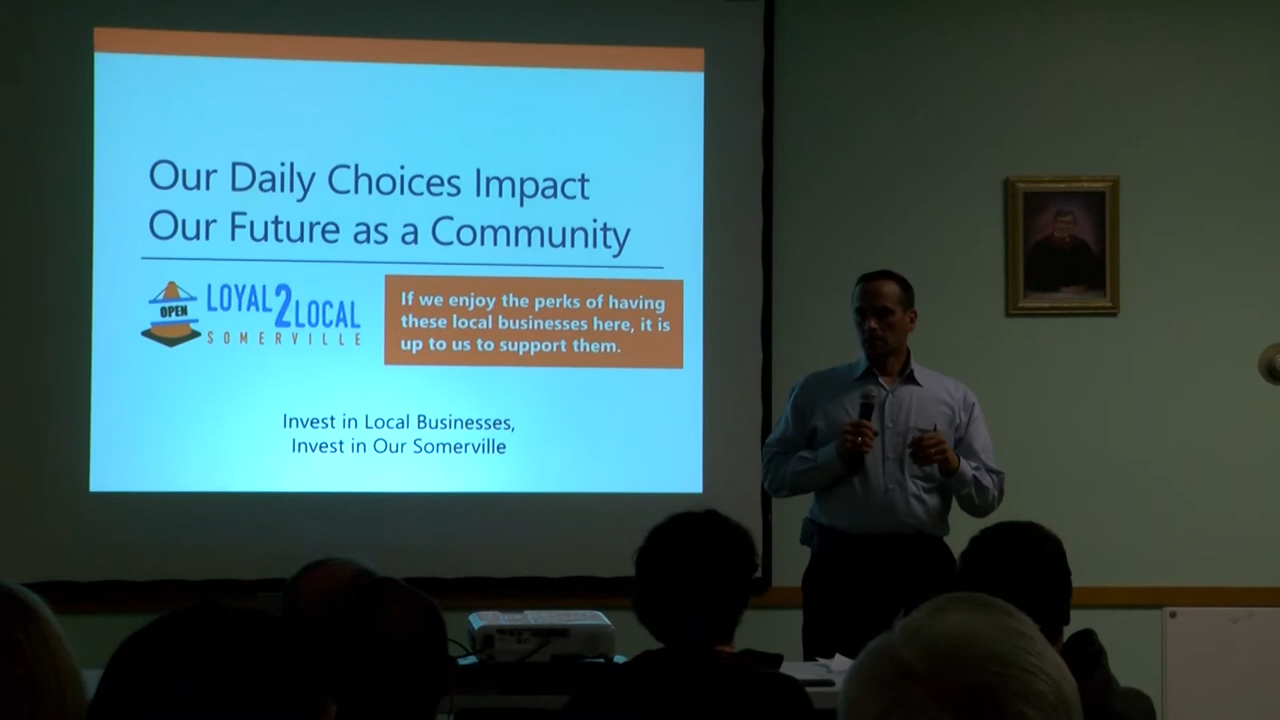 Our Daily Choices Impact
Our Future as a Community
OPEN
LOYAL2LOCAL
SOMERVILLE
If we enjoy the perks of having
these local businesses here, it is
up to us to support them.
Invest in Local Businesses,
Invest in Our Somerville